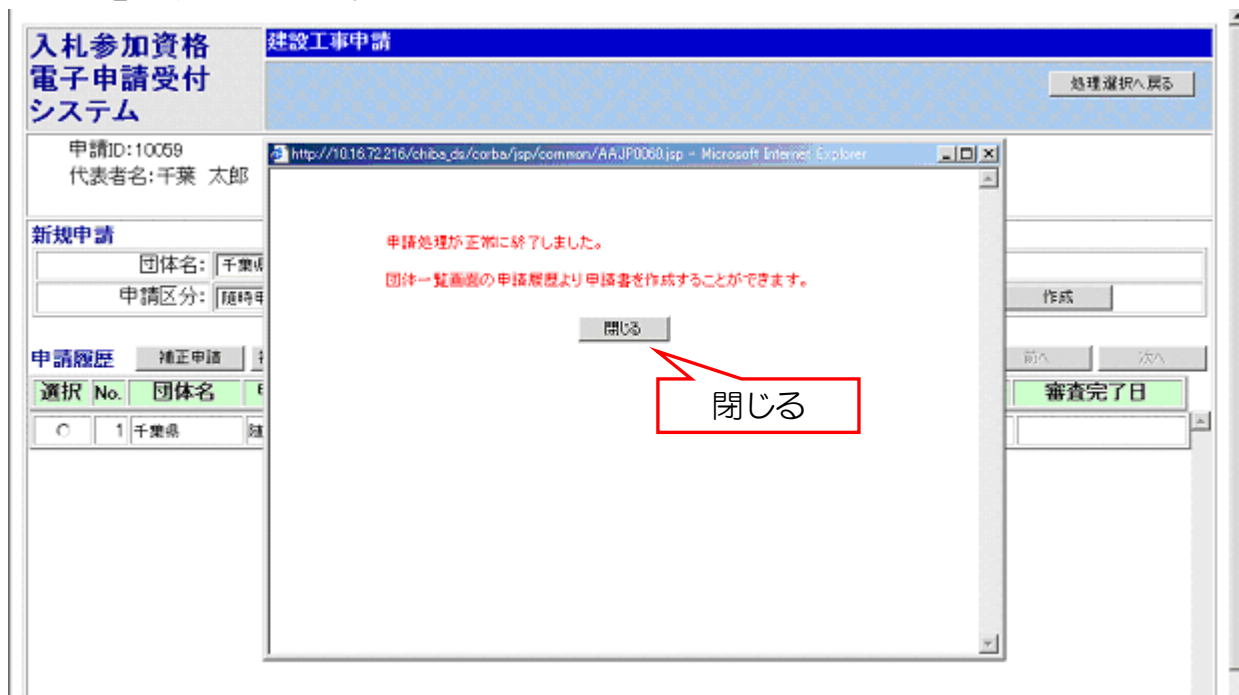 入札参加資格
電子申請受付
システム
建設工事申請
処理選択へ戻る
申請ID:10059
代表者名:千葉 太郎
http://10.16.72.216/chiba_ds/corba/jsp/common/AAJP0060.jsp - Microsoft Internet Explorer
申請処理が正常に終了しました。
団体一覧画面の申請履歴より申請書を作成することができます。
閉じる
閉じる
新規申請
団体名: 千葉県
申請区分: 随時申
作成
申請履歴 補正申請
前へ 次へ
選択 No. 団体名 審査完了日
1 千葉県 随